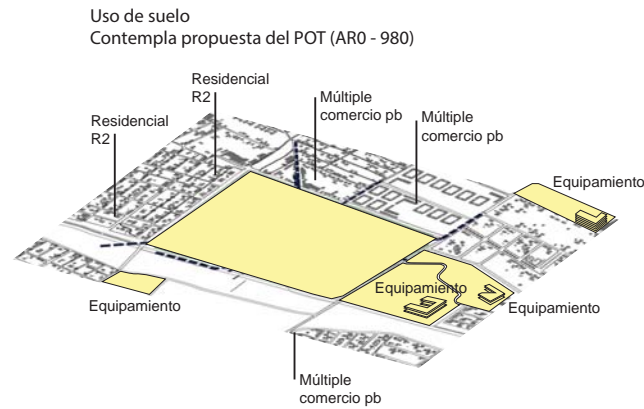 Uso de suelo
Contempla propuesta del POT (AR0 - 980)
Residencial
R2
Residencial
R2
Múltiple
comercio pb
Múltiple
comercio pb
Equipamiento
Equipamiento
Equipamiento
Equipamiento
Múltiple
comercio pb